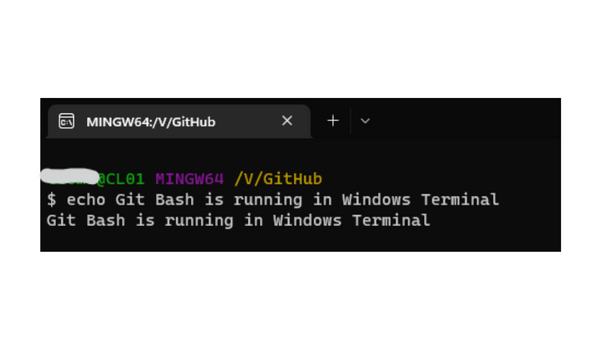 MINGW64:/V/GitHub
@CL01 MINGW64 /V/GitHub
$ echo Git Bash is running in Windows Terminal
Git Bash is running in Windows Terminal